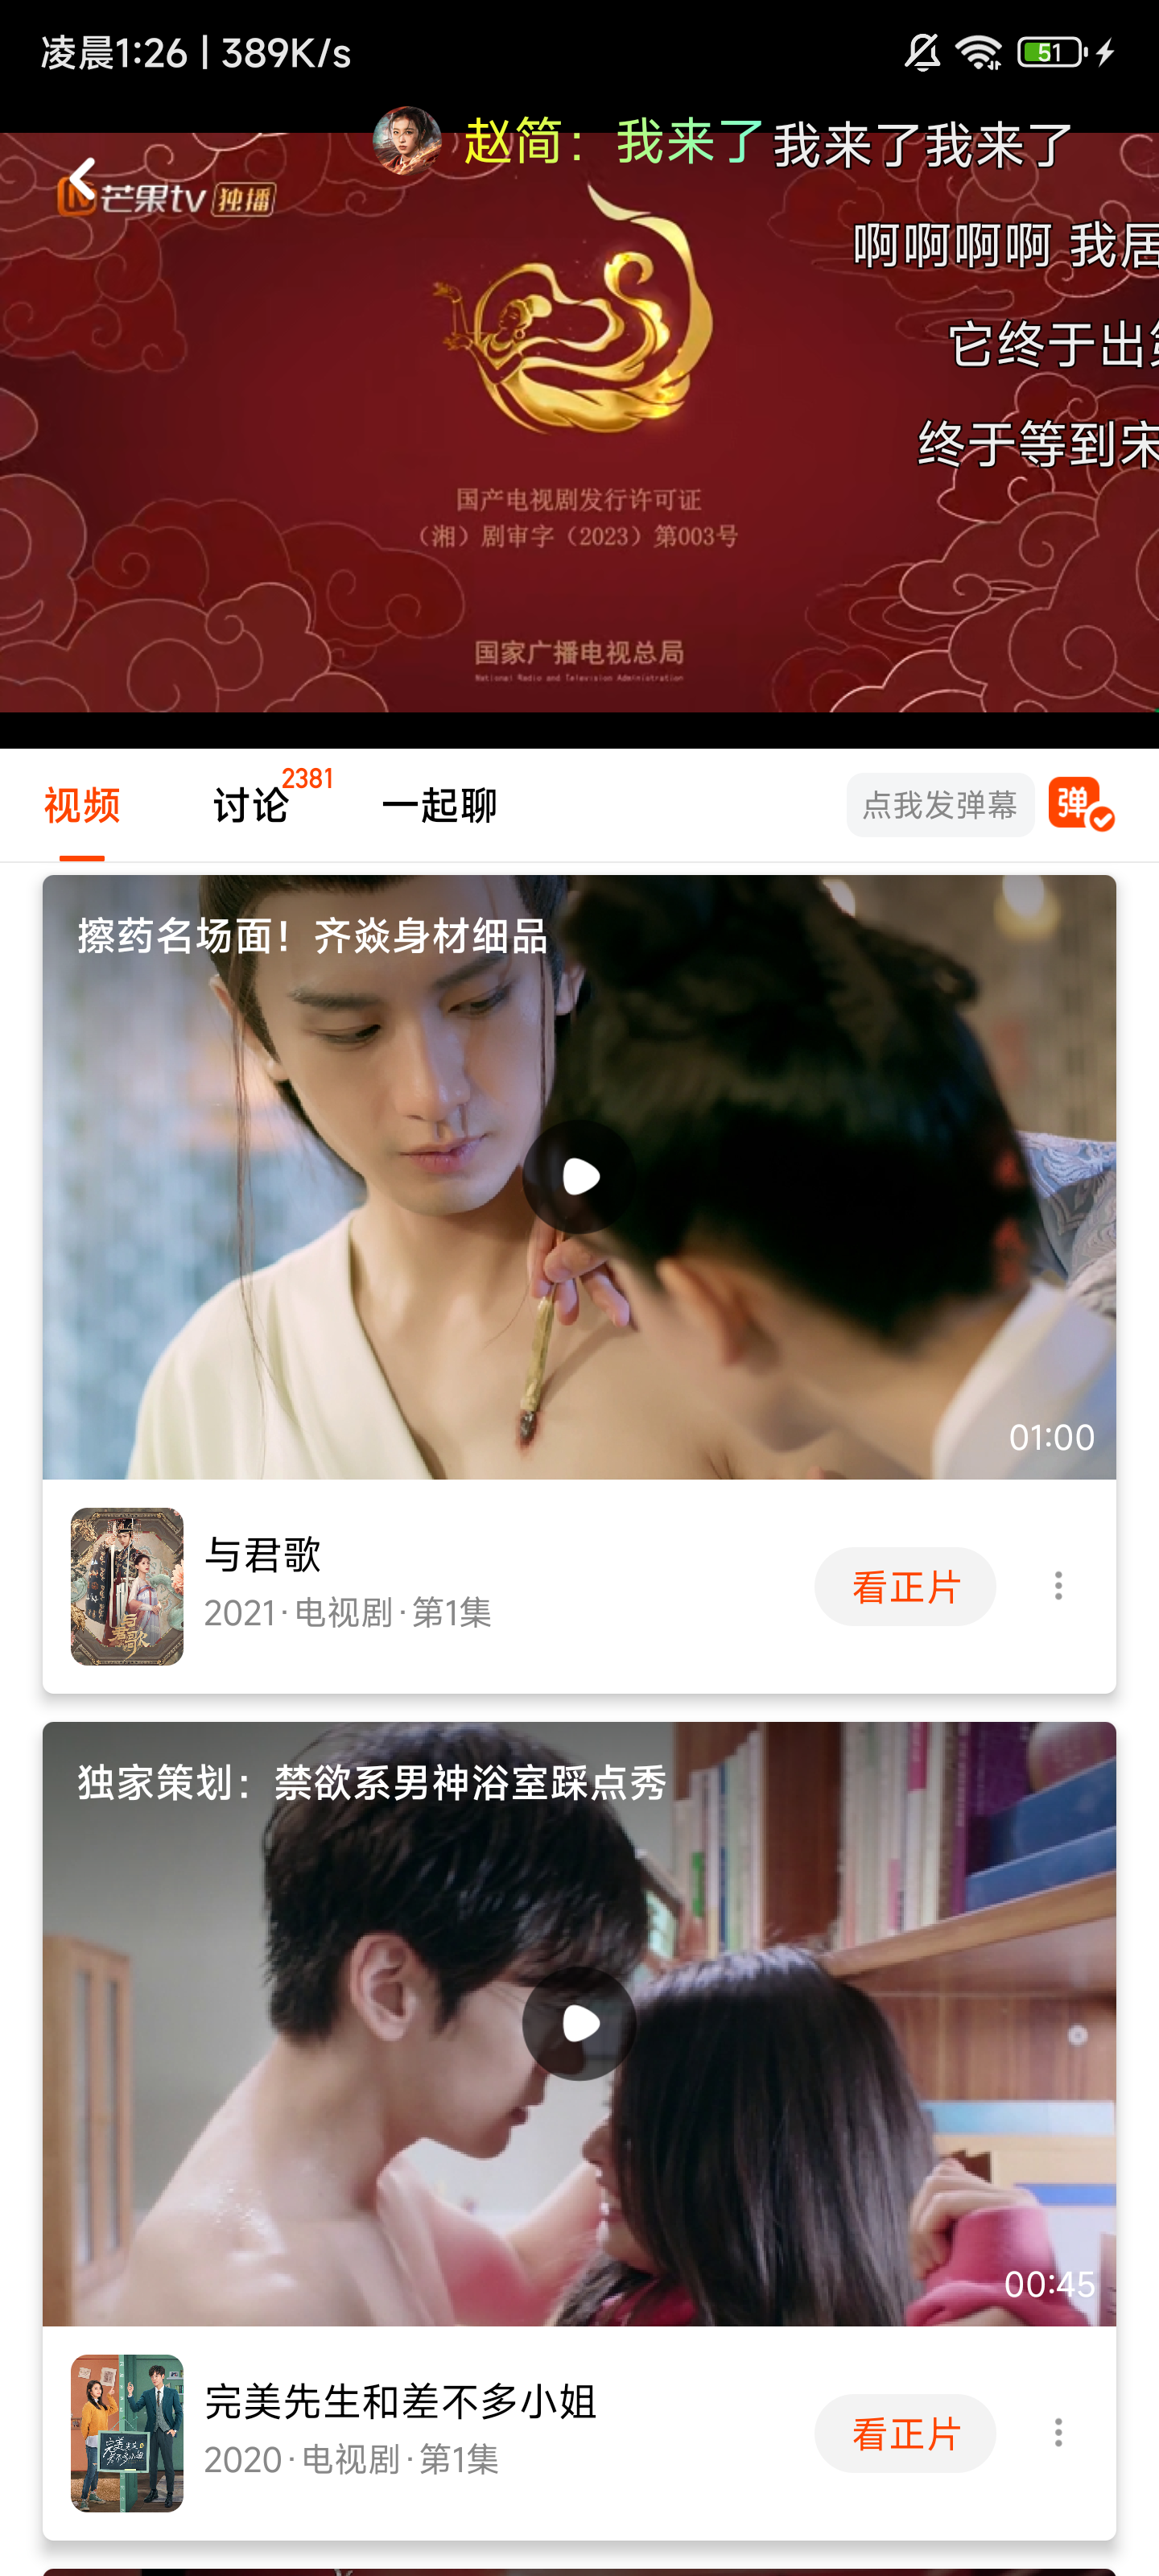 凌晨1:26 | 389K/s
51
赵简：我来了
我来了我来了
芒果tv 独播
啊啊啊啊 我居
它终于出
终于等到宋
国产电视剧发行许可证
（湘）剧审字（2023）第003号
国家广播电视总局
National Radio and Television Administration
视频
讨论
2381
一起聊
点我发弹幕
弹
擦药名场面！齐焱身材细品
01:00
与君歌
与君歌
2021·电视剧·第1集
看正片
独家策划：禁欲系男神浴室踩点秀
00:45
完美先生和差不多小姐
2020·电视剧·第1集
看正片